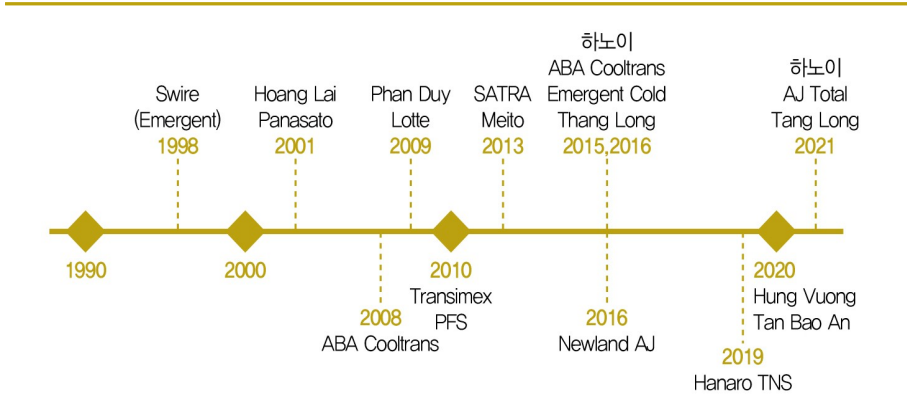 하노이
ABA Cooltrans
Emergent Cold
Thang Long
2015,2016
하노이
AJ Total
Tang Long
2021
Swire
(Emergent)
1998
Hoang Lai
Panasato
2001
Phan Duy
Lotte
2009
SATRA
Meito
2013
1990
2000
2010
Transimex
PFS
2020
Hung Vuong
Tan Bao An
2008
ABA Cooltrans
2016
Newland AJ
2019
Hanaro TNS